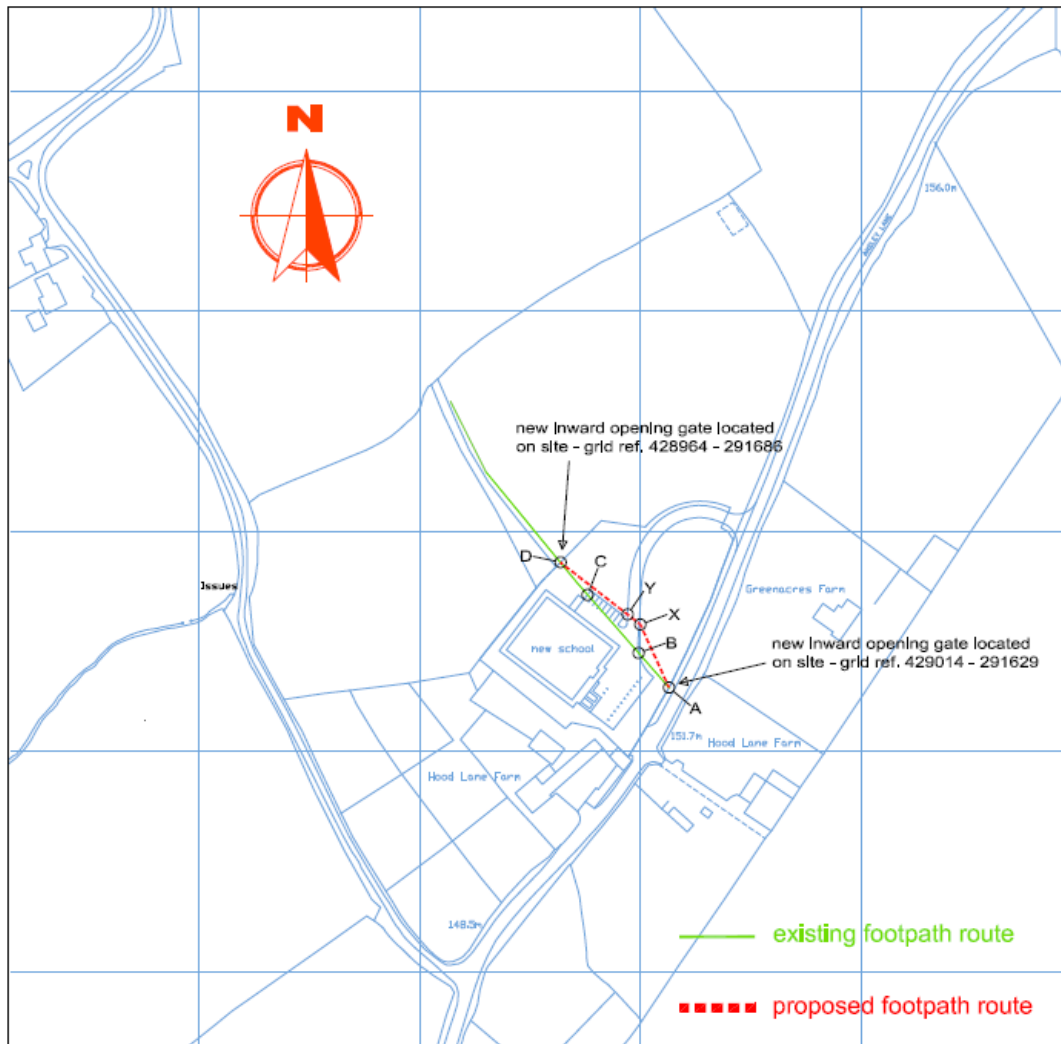 N
156.0m
ANSLEY LANE
new inward opening gate located
on site - grid ref. 428964 - 291686
D
C
Y
X
B
A
Issues
Greenacres Farm
new school
new inward opening gate located
on site - grid ref. 429014 - 291629
151.7m
Hood Lane Farm
Hood Lane Farm
148.5m
existing footpath route
proposed footpath route